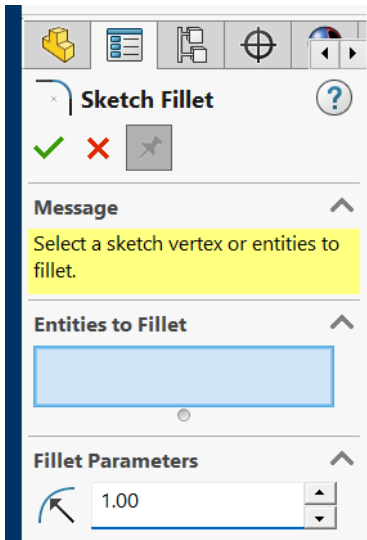 Sketch Fillet
?
Message
Select a sketch vertex or entities to
fillet.
Entities to Fillet
Fillet Parameters
1.00